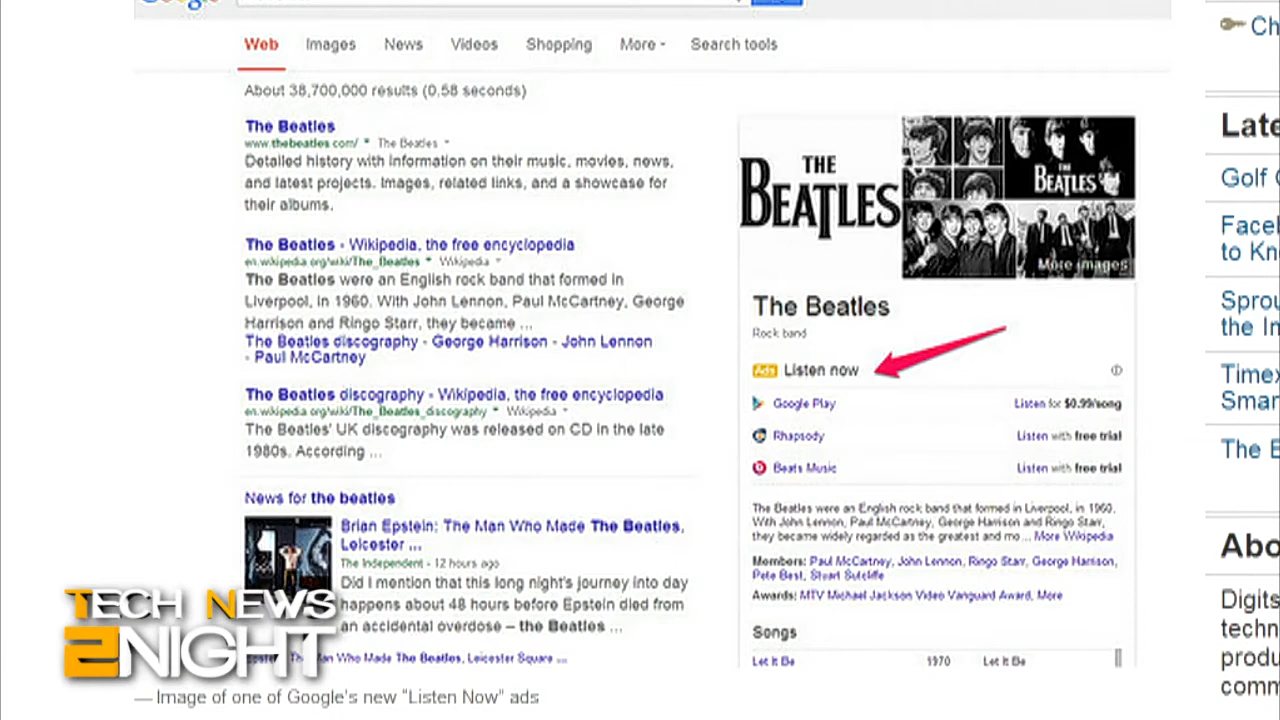 Google
Web Images News Videos Shopping More Search tools
About 38,700,000 results (0.58 seconds)
The Beatles
www.thebeatles.com/ The Beatles
Detailed history with information on their music, movies, news,
and latest projects. Images, related links, and a showcase for
their albums.
The Beatles - Wikipedia, the free encyclopedia
en.wikipedia.org/wiki/The_Beatles Wikipedia
The Beatles were an English rock band that formed in
Liverpool, in 1960. With John Lennon, Paul McCartney, George
Harrison and Ringo Starr, they became ...
The Beatles discography - George Harrison - John Lennon
- Paul McCartney
The Beatles discography - Wikipedia, the free encyclopedia
en.wikipedia.org/wiki/The_Beatles_discography Wikipedia
The Beatles' UK discography was released on CD in the late
1980s. According ...
News for the beatles
Brian Epstein: The Man Who Made The Beatles,
Leicester ...
The Independent - 12 hours ago
Did I mention that this long night's journey into day
happens about 48 hours before Epstein died from
an accidental overdose – the Beatles ...
Man Who Made The Beatles, Leicester Square ...
— Image of one of Google's new "Listen Now" ads
TECH NEWS
2NIGHT
THE
BEATLES
THE
BEATLES
More images
The Beatles
Rock band
Ads Listen now
Google Play Listen for $0.99/song
Rhapsody Listen with free trial
Beats Music Listen with free trial
The Beatles were an English rock band that formed in Liverpool, in 1960.
With John Lennon, Paul McCartney, George Harrison and Ringo Starr,
they became widely regarded as the greatest and mo... More Wikipedia
Members: Paul McCartney, John Lennon, Ringo Starr, George Harrison,
Pete Best, Stuart Sutcliffe
Awards: MTV Michael Jackson Video Vanguard Award, More
Songs
Let It Be 1970 Let It Be
Ch
Late
Golf
Faceb
to Kn
Sprou
the In
Timex
Smar
The B
Abo
Digits
techn
produ
comm